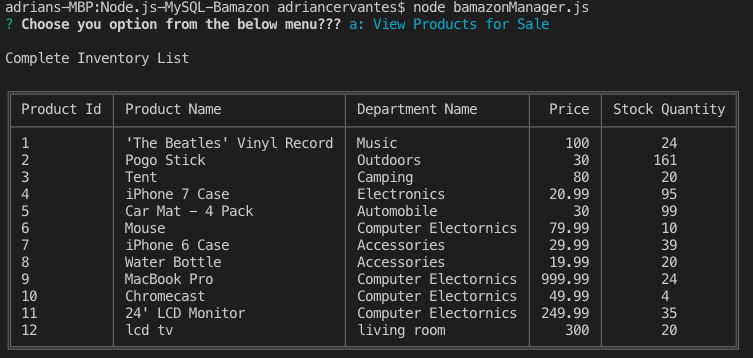 adrians-MBP:Node.js-MySQL-Bamazon adriancervantes$ node bamazonManager.js
? Choose you option from the below menu??? a: View Products for Sale
Complete Inventory List
Product Id Product Name Department Name Price Stock Quantity
1 'The Beatles' Vinyl Record Music 100 24
2 Pogo Stick Outdoors 30 161
3 Tent Camping 80 20
4 iPhone 7 Case Electronics 20.99 95
5 Car Mat - 4 Pack Automobile 30 99
6 Mouse Computer Electornics 79.99 10
7 iPhone 6 Case Accessories 29.99 39
8 Water Bottle Accessories 19.99 20
9 MacBook Pro Computer Electornics 999.99 24
10 Chromecast Computer Electornics 49.99 4
11 24' LCD Monitor Computer Electornics 249.99 35
12 lcd tv living room 300 20